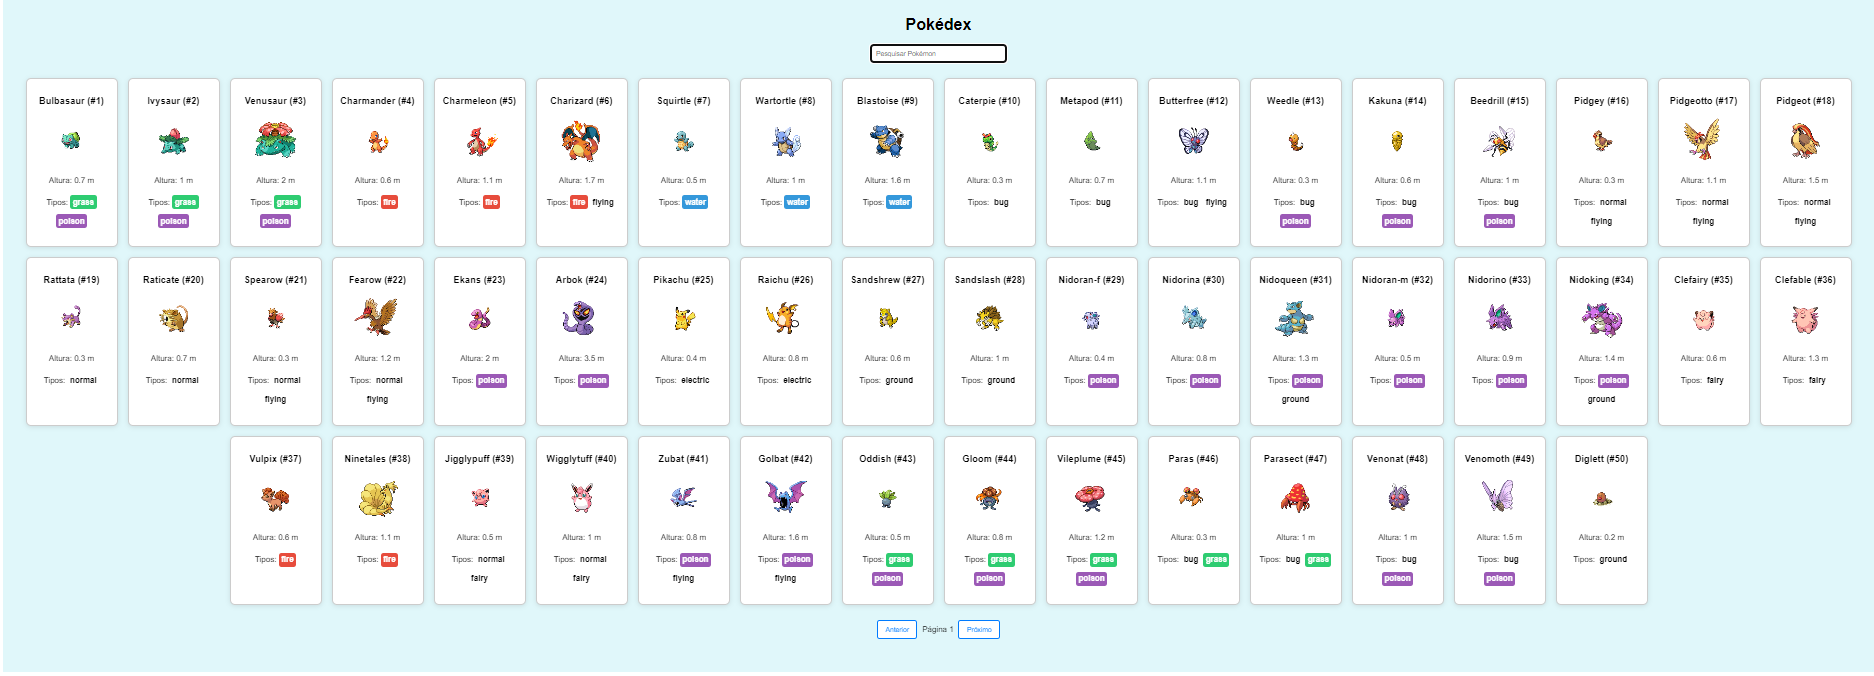 Pokédex
Pesquisar Pokémon
Bulbasaur (#1)
Altura: 0.7 m
Tipos: grass
poison
Ivysaur (#2)
Altura: 1 m
Tipos: grass
poison
Venusaur (#3)
Altura: 2 m
Tipos: grass
poison
Charmander (#4)
Altura: 0.6 m
Tipos: fire
Charmeleon (#5)
Altura: 1.1 m
Tipos: fire
Charizard (#6)
Altura: 1.7 m
Tipos: fire flying
Squirtle (#7)
Altura: 0.5 m
Tipos: water
Wartortle (#8)
Altura: 1 m
Tipos: water
Blastoise (#9)
Altura: 1.6 m
Tipos: water
Caterpie (#10)
Altura: 0.3 m
Tipos: bug
Metapod (#11)
Altura: 0.7 m
Tipos: bug
Butterfree (#12)
Altura: 1.1 m
Tipos: bug flying
Weedle (#13)
Altura: 0.3 m
Tipos: bug
poison
Kakuna (#14)
Altura: 0.6 m
Tipos: bug
poison
Beedrill (#15)
Altura: 1 m
Tipos: bug
poison
Pidgey (#16)
Altura: 0.3 m
Tipos: normal
flying
Pidgeotto (#17)
Altura: 1.1 m
Tipos: normal
flying
Pidgeot (#18)
Altura: 1.5 m
Tipos: normal
flying
Rattata (#19)
Altura: 0.3 m
Tipos: normal
Raticate (#20)
Altura: 0.7 m
Tipos: normal
Spearow (#21)
Altura: 0.3 m
Tipos: normal
flying
Fearow (#22)
Altura: 1.2 m
Tipos: normal
flying
Ekans (#23)
Altura: 2 m
Tipos: poison
Arbok (#24)
Altura: 3.5 m
Tipos: poison
Pikachu (#25)
Altura: 0.4 m
Tipos: electric
Raichu (#26)
Altura: 0.8 m
Tipos: electric
Sandshrew (#27)
Altura: 0.6 m
Tipos: ground
Sandslash (#28)
Altura: 1 m
Tipos: ground
Nidoran-f (#29)
Altura: 0.4 m
Tipos: poison
Nidorina (#30)
Altura: 0.8 m
Tipos: poison
Nidoqueen (#31)
Altura: 1.3 m
Tipos: poison
ground
Nidoran-m (#32)
Altura: 0.5 m
Tipos: poison
Nidorino (#33)
Altura: 0.9 m
Tipos: poison
Nidoking (#34)
Altura: 1.4 m
Tipos: poison
ground
Clefairy (#35)
Altura: 0.6 m
Tipos: fairy
Clefable (#36)
Altura: 1.3 m
Tipos: fairy
Vulpix (#37)
Altura: 0.6 m
Tipos: fire
Ninetales (#38)
Altura: 1.1 m
Tipos: fire
Jigglypuff (#39)
Altura: 0.5 m
Tipos: normal
fairy
Wigglytuff (#40)
Altura: 1 m
Tipos: normal
fairy
Zubat (#41)
Altura: 0.8 m
Tipos: poison
flying
Golbat (#42)
Altura: 1.6 m
Tipos: poison
flying
Oddish (#43)
Altura: 0.5 m
Tipos: grass
poison
Gloom (#44)
Altura: 0.8 m
Tipos: grass
poison
Vileplume (#45)
Altura: 1.2 m
Tipos: grass
poison
Paras (#46)
Altura: 0.3 m
Tipos: bug grass
Parasect (#47)
Altura: 1 m
Tipos: bug grass
Venonat (#48)
Altura: 1 m
Tipos: bug
poison
Venomoth (#49)
Altura: 1.5 m
Tipos: bug
poison
Diglett (#50)
Altura: 0.2 m
Tipos: ground
Anterior Página 1 Próximo